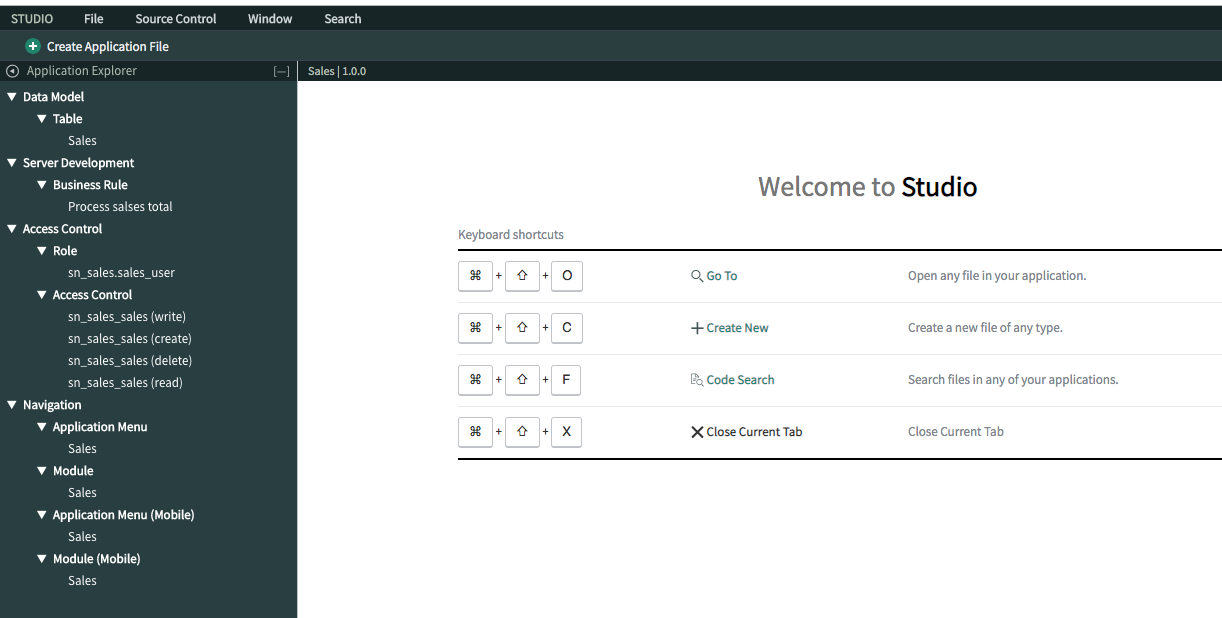 STUDIO File Source Control Window Search
Create Application File
Application Explorer [—]
Sales | 1.0.0
Data Model
Table
Sales
Server Development
Business Rule
Process salses total
Access Control
Role
sn_sales.sales_user
Access Control
sn_sales_sales (write)
sn_sales_sales (create)
sn_sales_sales (delete)
sn_sales_sales (read)
Navigation
Application Menu
Sales
Module
Sales
Application Menu (Mobile)
Sales
Module (Mobile)
Sales
Welcome to Studio
Keyboard shortcuts
⌘ + ⇧ + O Go To Open any file in your application.
⌘ + ⇧ + C Create New Create a new file of any type.
⌘ + ⇧ + F Code Search Search files in any of your applications.
⌘ + ⇧ + X Close Current Tab Close Current Tab